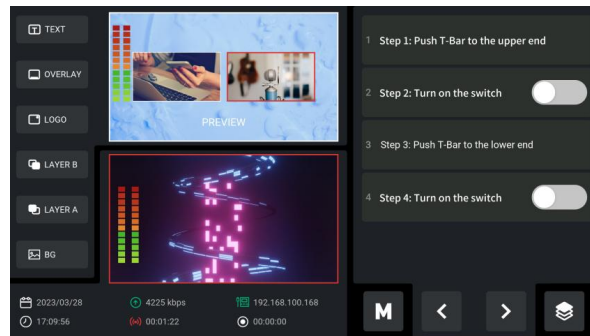 TEXT
OVERLAY
LOGO
LAYER B
LAYER A
BG
PREVIEW
2023/03/28
4225 kbps
192.168.100.168
17:09:56
00:01:22
00:00:00
1 Step 1: Push T-Bar to the upper end
2 Step 2: Turn on the switch
3 Step 3: Push T-Bar to the lower end
4 Step 4: Turn on the switch
M